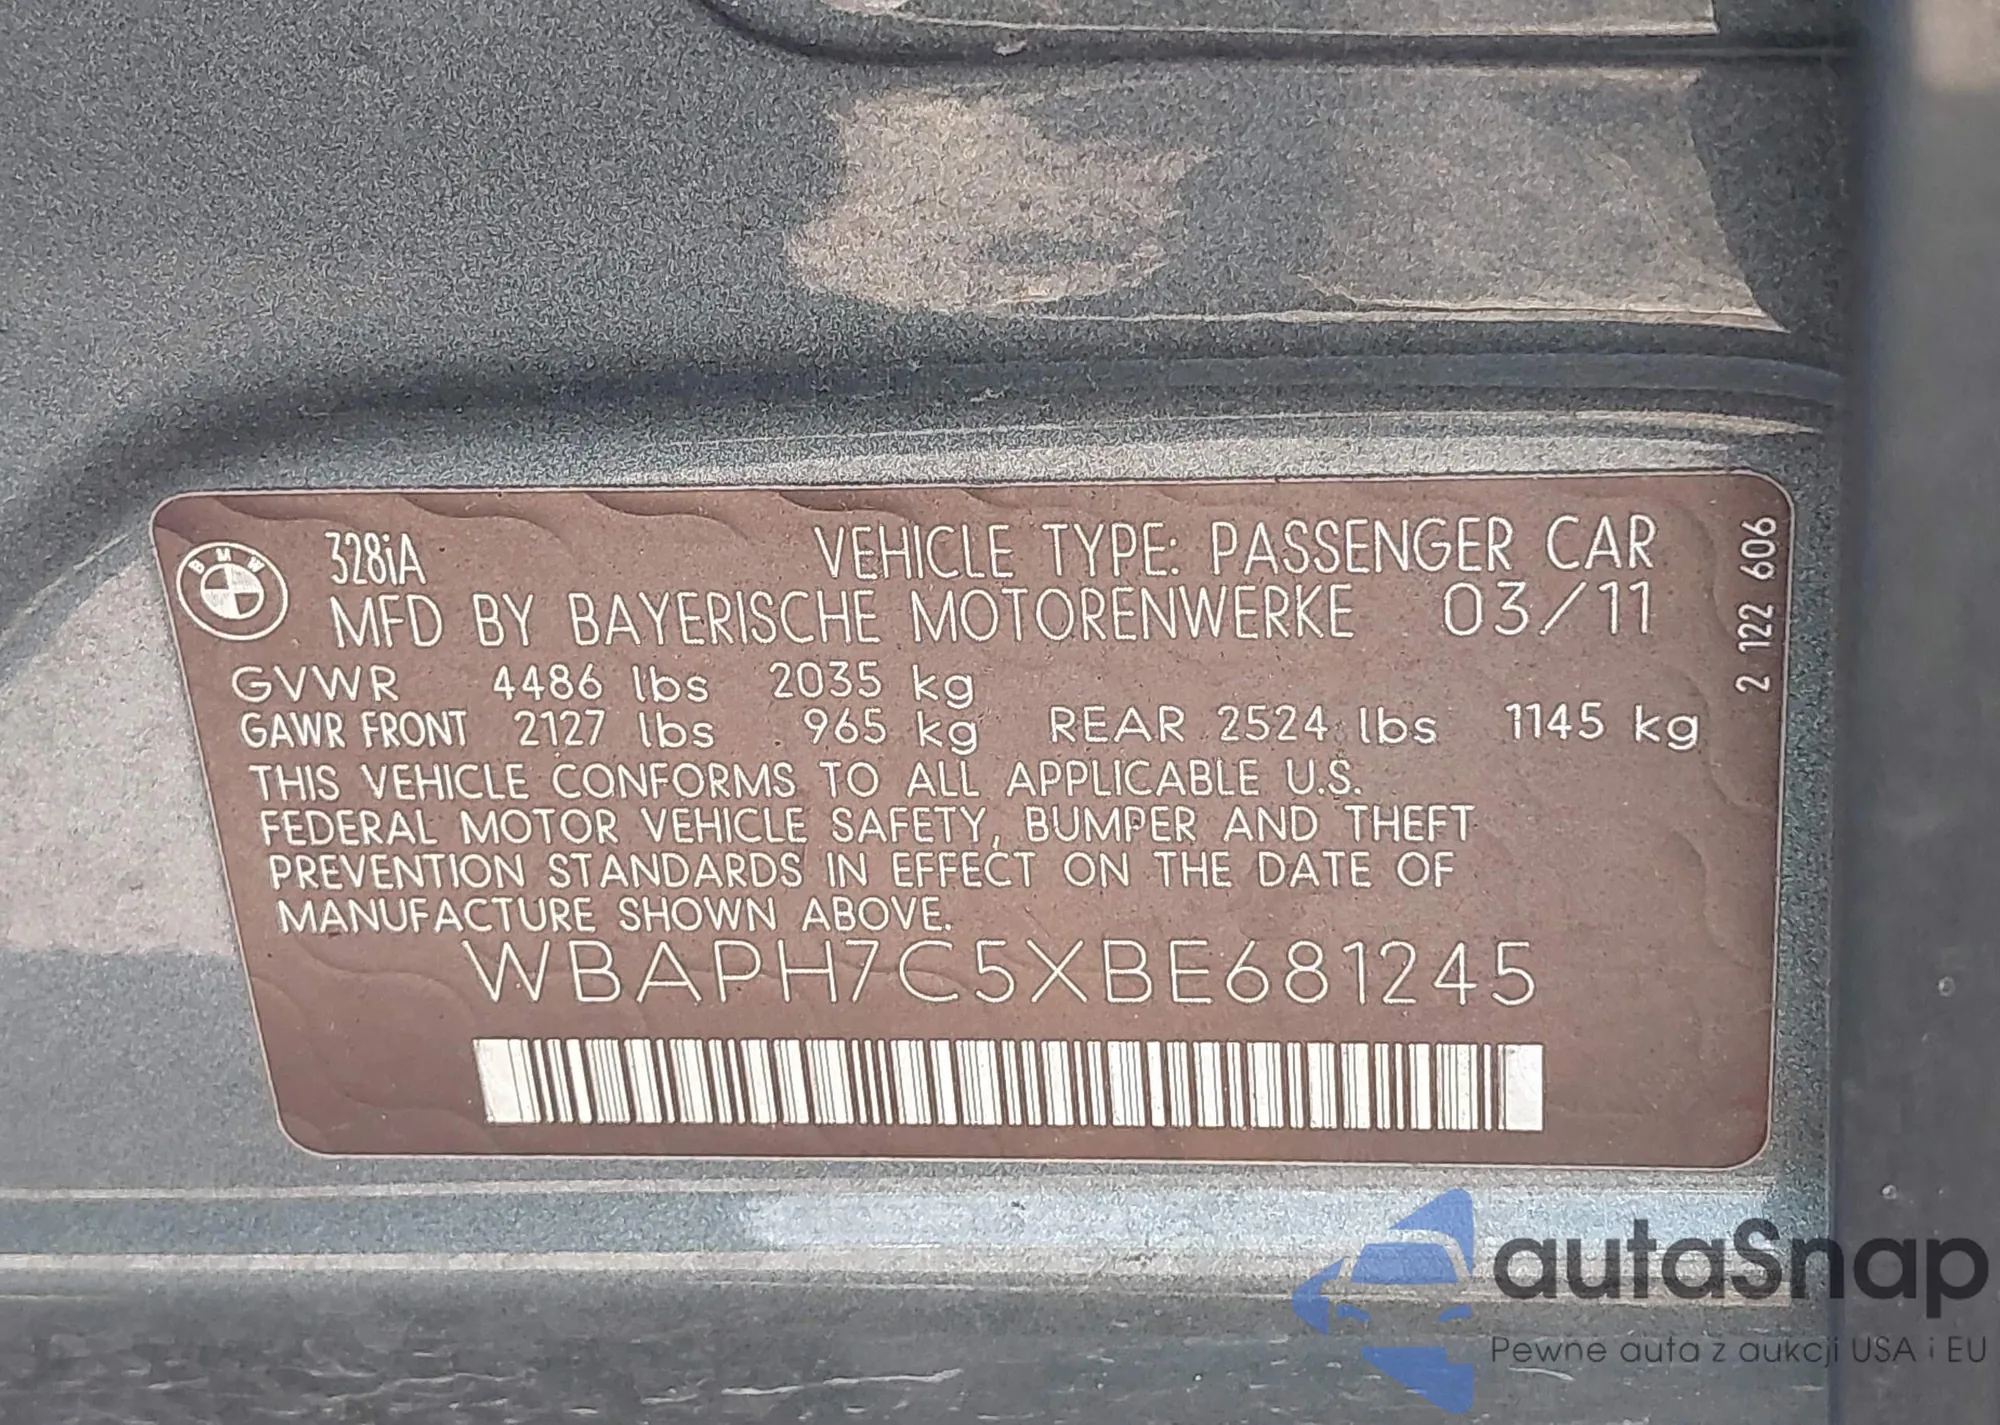 BMW
328iA VEHICLE TYPE: PASSENGER CAR
MFD BY BAYERISCHE MOTORENWERKE 03/11
GVWR 4486 lbs 2035 kg
GAWR FRONT 2127 lbs 965 kg REAR 2524 lbs 1145 kg
THIS VEHICLE CONFORMS TO ALL APPLICABLE U.S.
FEDERAL MOTOR VEHICLE SAFETY, BUMPER AND THEFT
PREVENTION STANDARDS IN EFFECT ON THE DATE OF
MANUFACTURE SHOWN ABOVE.
WBAPH7C5XBE681245
2 122 606
autaSnap
Pewne auta z aukcji USA i EU